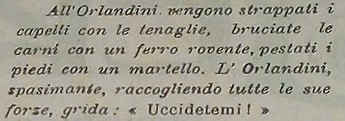 All'Orlandini. vengono strappati i
capelli con le tenaglie, bruciate le
carni con un ferro rovente, pestati i
piedi con un martello. L' Orlandini,
spasimante, raccogliendo tutte le sue
forze, grida : « Uccidetemi ! »